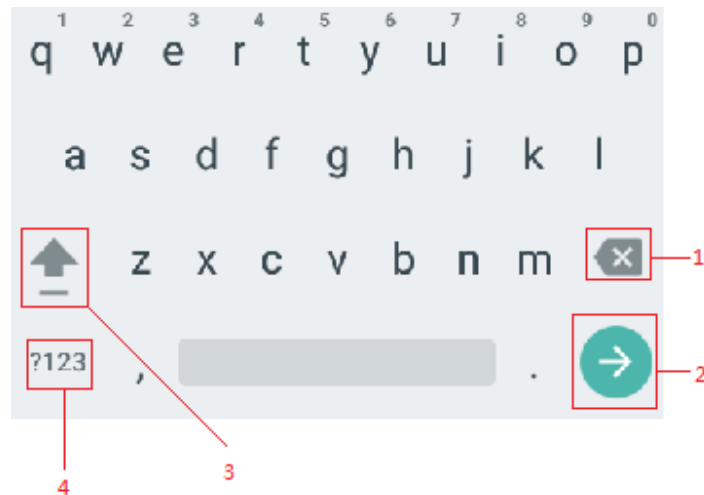 1 2 3 4 5 6 7 8 9 0
q w e r t y u i o p
a s d f g h j k l
z x c v b n m 1
?123 , . 2
3
4